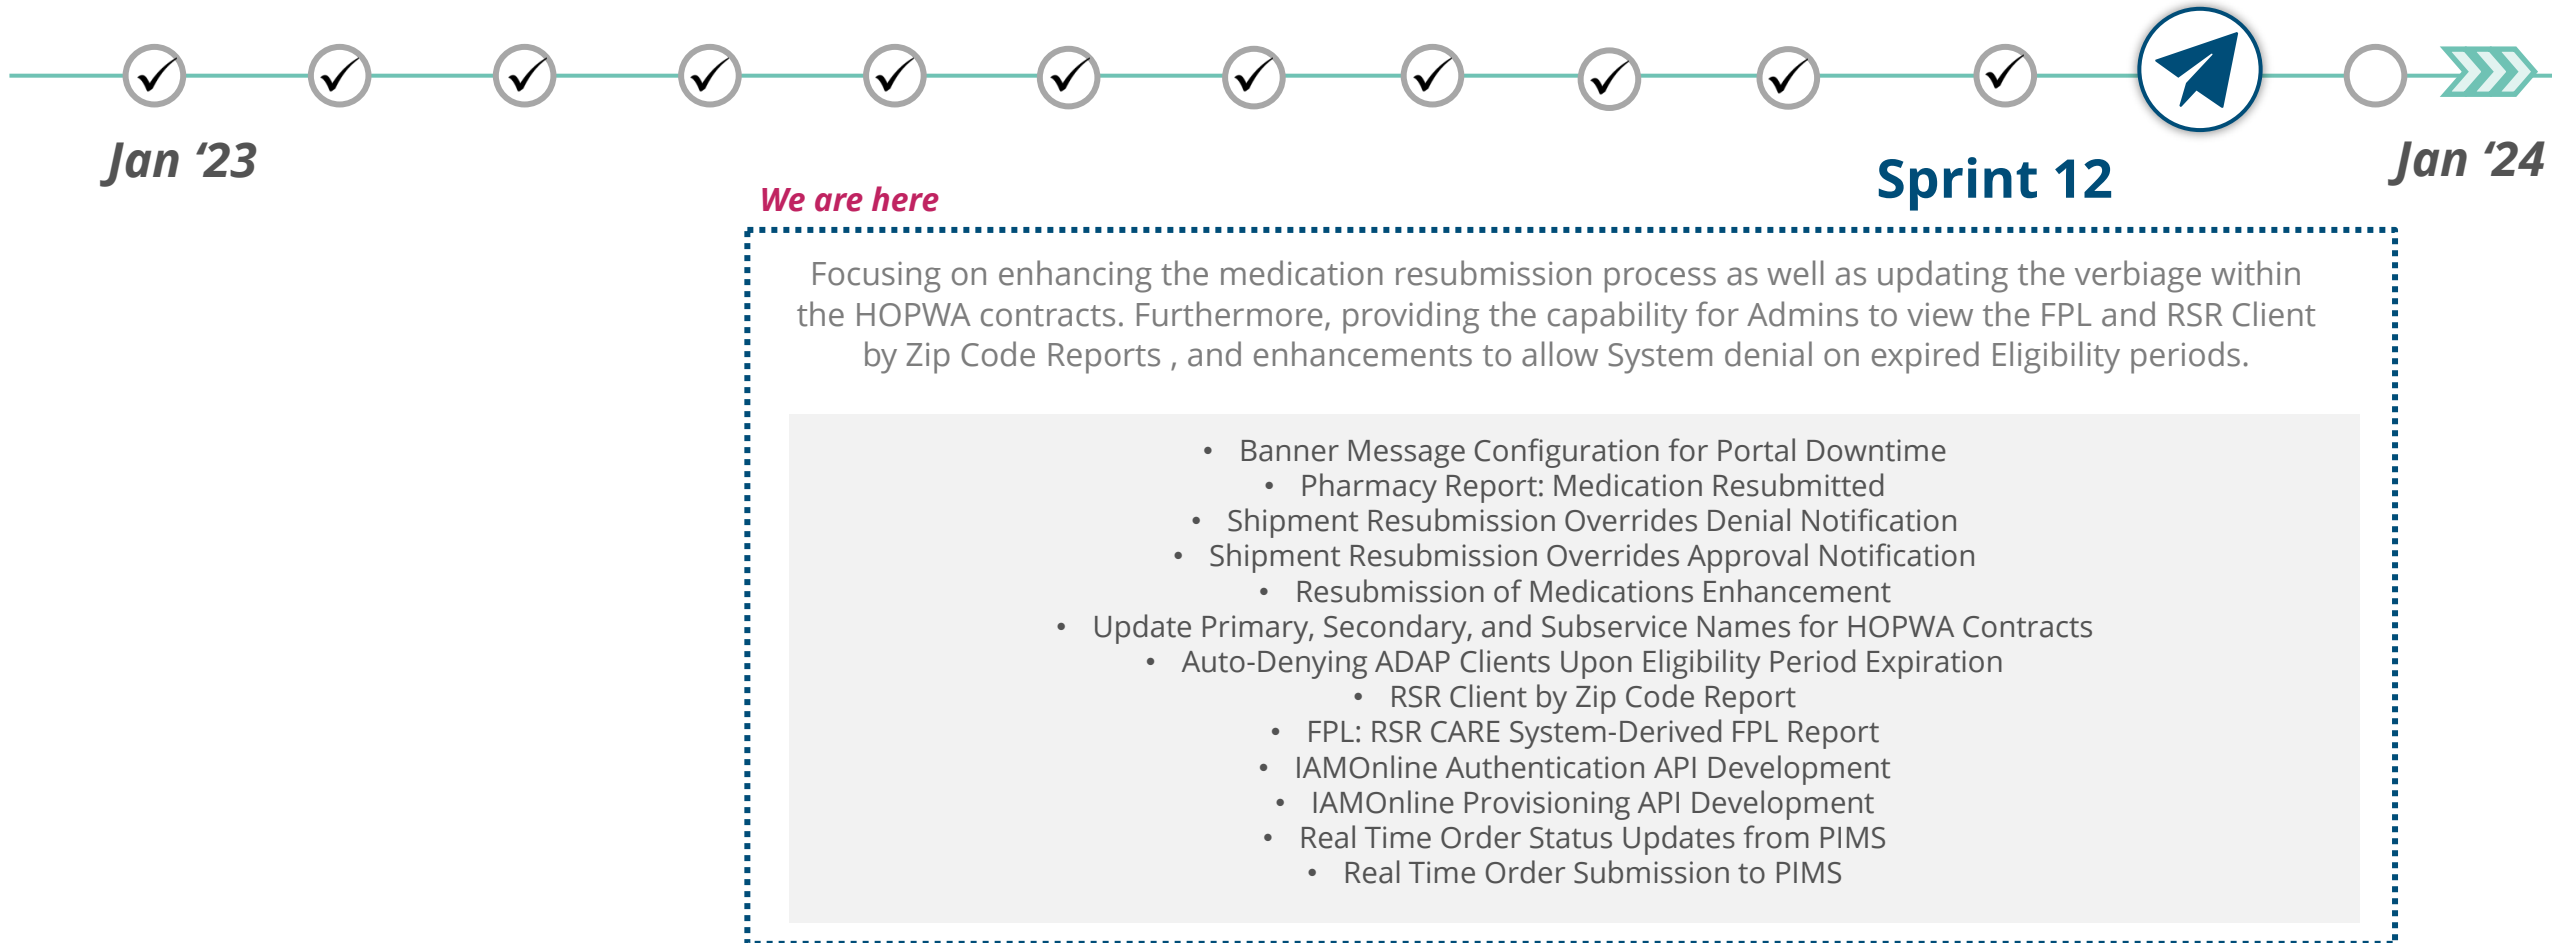 Jan ‘23
Jan ‘24
Sprint 12
We are here
Focusing on enhancing the medication resubmission process as well as updating the verbiage within
the HOPWA contracts. Furthermore, providing the capability for Admins to view the FPL and RSR Client
by Zip Code Reports , and enhancements to allow System denial on expired Eligibility periods.
• Banner Message Configuration for Portal Downtime
• Pharmacy Report: Medication Resubmitted
• Shipment Resubmission Overrides Denial Notification
• Shipment Resubmission Overrides Approval Notification
• Resubmission of Medications Enhancement
• Update Primary, Secondary, and Subservice Names for HOPWA Contracts
• Auto-Denying ADAP Clients Upon Eligibility Period Expiration
• RSR Client by Zip Code Report
• FPL: RSR CARE System-Derived FPL Report
• IAMOnline Authentication API Development
• IAMOnline Provisioning API Development
• Real Time Order Status Updates from PIMS
• Real Time Order Submission to PIMS